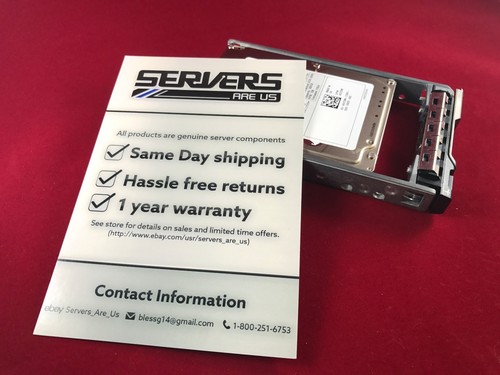 SERVERS
ARE US
All products are genuine server components
Same Day shipping
Hassle free returns
1 year warranty
See store for details on sales and limited time offers.
(http://www.ebay.com/usr/servers_are_us)
Contact Information
ebay Servers_Are_Us blessg14@gmail.com 1-800-251-6753